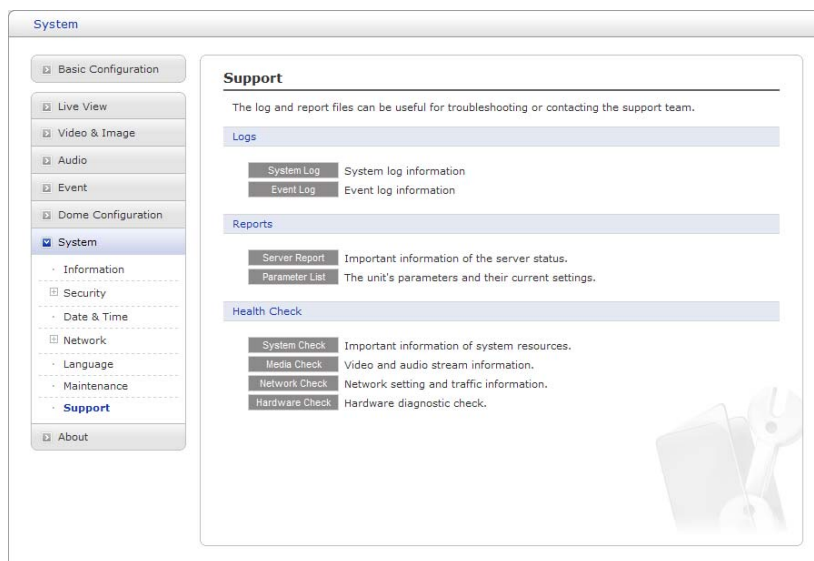 System
Basic Configuration
Live View
Video & Image
Audio
Event
Dome Configuration
System
Information
Security
Date & Time
Network
Language
Maintenance
Support
About
Support
The log and report files can be useful for troubleshooting or contacting the support team.
Logs
System Log System log information
Event Log Event log information
Reports
Server Report Important information of the server status.
Parameter List The unit's parameters and their current settings.
Health Check
System Check Important information of system resources.
Media Check Video and audio stream information.
Network Check Network setting and traffic information.
Hardware Check Hardware diagnostic check.